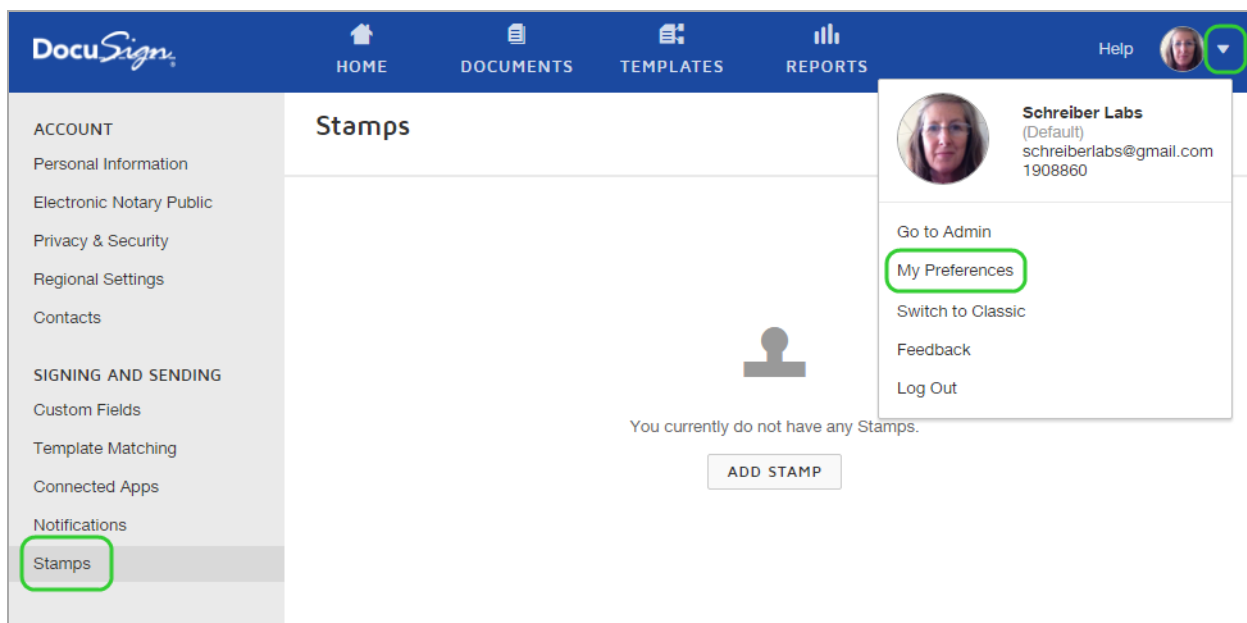 DocuSign
HOME
DOCUMENTS
TEMPLATES
REPORTS
Help
ACCOUNT
Personal Information
Electronic Notary Public
Privacy & Security
Regional Settings
Contacts
SIGNING AND SENDING
Custom Fields
Template Matching
Connected Apps
Notifications
Stamps
Stamps
You currently do not have any Stamps.
ADD STAMP
Schreiber Labs
(Default)
schreiberlabs@gmail.com
1908860
Go to Admin
My Preferences
Switch to Classic
Feedback
Log Out